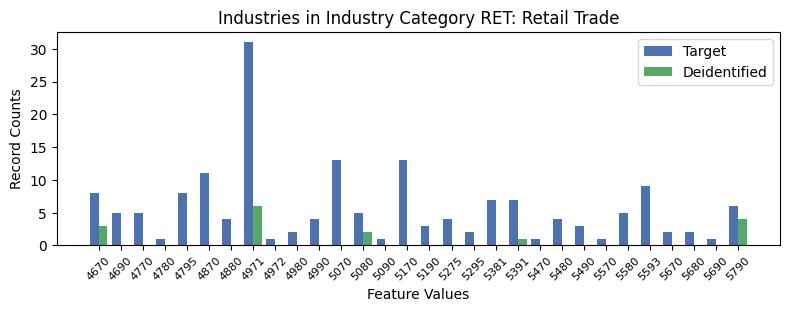 Industries in Industry Category RET: Retail Trade
Target
Deidentified
Record Counts
30
25
20
15
10
5
0
4670 4690 4770 4780 4795 4870 4880 4971 4972 4980 4990 5070 5080 5090 5170 5190 5275 5295 5381 5391 5470 5480 5490 5570 5580 5593 5670 5680 5690 5790
Feature Values